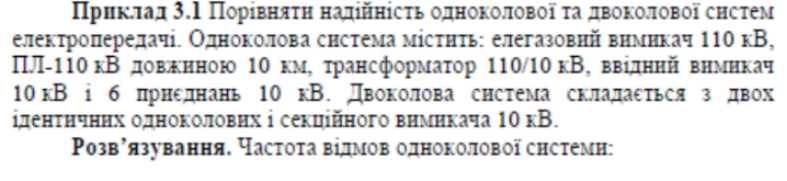 Приклад 3.1 Порівняти надійність одноколової та двоколової систем
електропередачі. Одноколова система містить: елегазовий вимикач 110 кВ,
ПЛ-110 кВ довжиною 10 км, трансформатор 110/10 кВ, ввідний вимикач
10 кВ і 6 приєднань 10 кВ. Двоколова система складається з двох
ідентичних одноколових і секційного вимикача 10 кВ.
Розв’язування. Частота відмов одноколової системи: